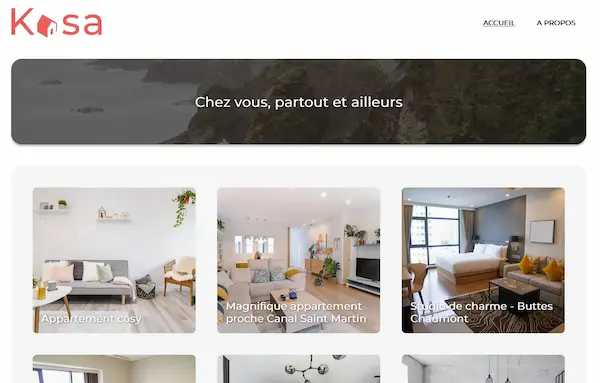 Kasa
ACCUEIL
A PROPOS
Chez vous, partout et ailleurs
Appartement cosy
Magnifique appartement
proche Canal Saint Martin
Studio de charme - Buttes
Chaumont